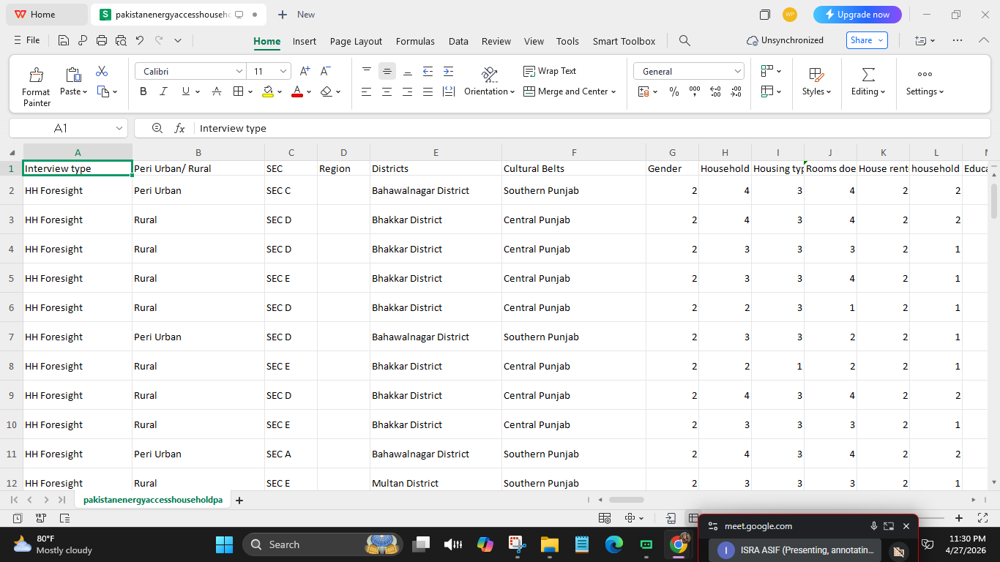 Home
pakistanenergyaccesshouseho
New
WP
Upgrade now
File
Home Insert Page Layout Formulas Data Review View Tools Smart Toolbox
Unsynchronized
Share
Format Painter
Paste
Calibri 11
Orientation
Wrap Text
Merge and Center
General
Styles
Editing
Settings
A1
fx Interview type
A B C D E F G H I J K L
1 Interview type Peri Urban/ Rural SEC Region Districts Cultural Belts Gender Household Housing typ Rooms doe House rent household Educa
2 HH Foresight Peri Urban SEC C Bahawalnagar District Southern Punjab 2 4 3 4 2 2
3 HH Foresight Rural SEC D Bhakkar District Central Punjab 2 4 3 4 2 2
4 HH Foresight Rural SEC D Bhakkar District Central Punjab 2 3 3 3 2 1
5 HH Foresight Rural SEC E Bhakkar District Central Punjab 2 3 3 4 2 1
6 HH Foresight Rural SEC D Bhakkar District Central Punjab 2 2 3 1 2 1
7 HH Foresight Peri Urban SEC D Bahawalnagar District Southern Punjab 2 3 3 2 2 1
8 HH Foresight Rural SEC E Bhakkar District Central Punjab 2 2 1 2 2 1
9 HH Foresight Rural SEC D Bhakkar District Central Punjab 2 4 3 4 2 2
10 HH Foresight Rural SEC E Bhakkar District Central Punjab 2 3 3 3 2 1
11 HH Foresight Peri Urban SEC A Bahawalnagar District Southern Punjab 2 4 3 4 2 2
12 HH Foresight Rural SEC E Multan District Southern Punjab 2 3 3 3 2 1
pakistanenergyaccesshouseholdpa
meet.google.com
I ISRA ASIF (Presenting, annotatin...
80°F
Mostly cloudy
Search
11:30 PM
4/27/2026